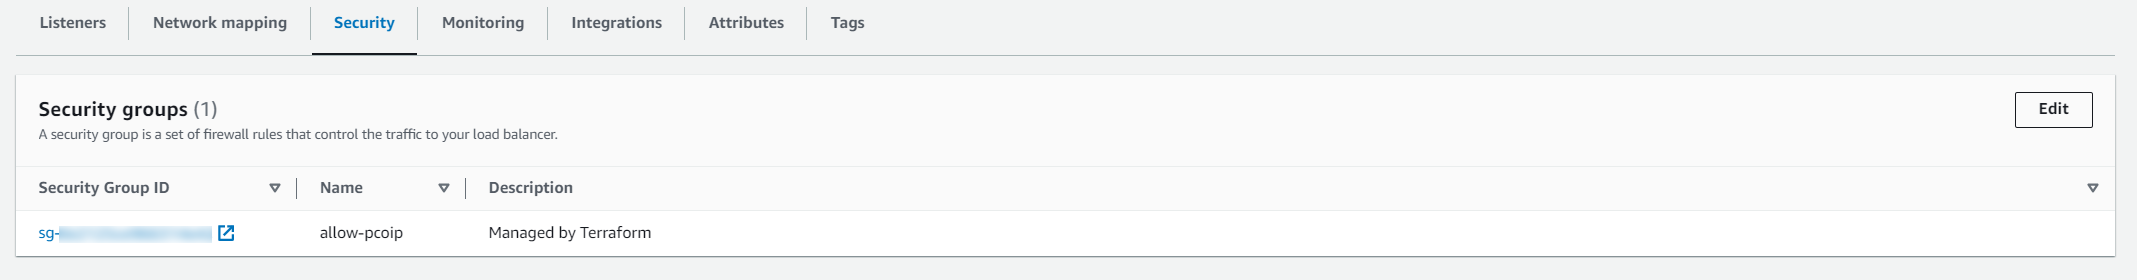 Listeners Network mapping Security Monitoring Integrations Attributes Tags
Security groups (1)
Edit
A security group is a set of firewall rules that control the traffic to your load balancer.
Security Group ID Name Description
sg- allow-pcoip Managed by Terraform